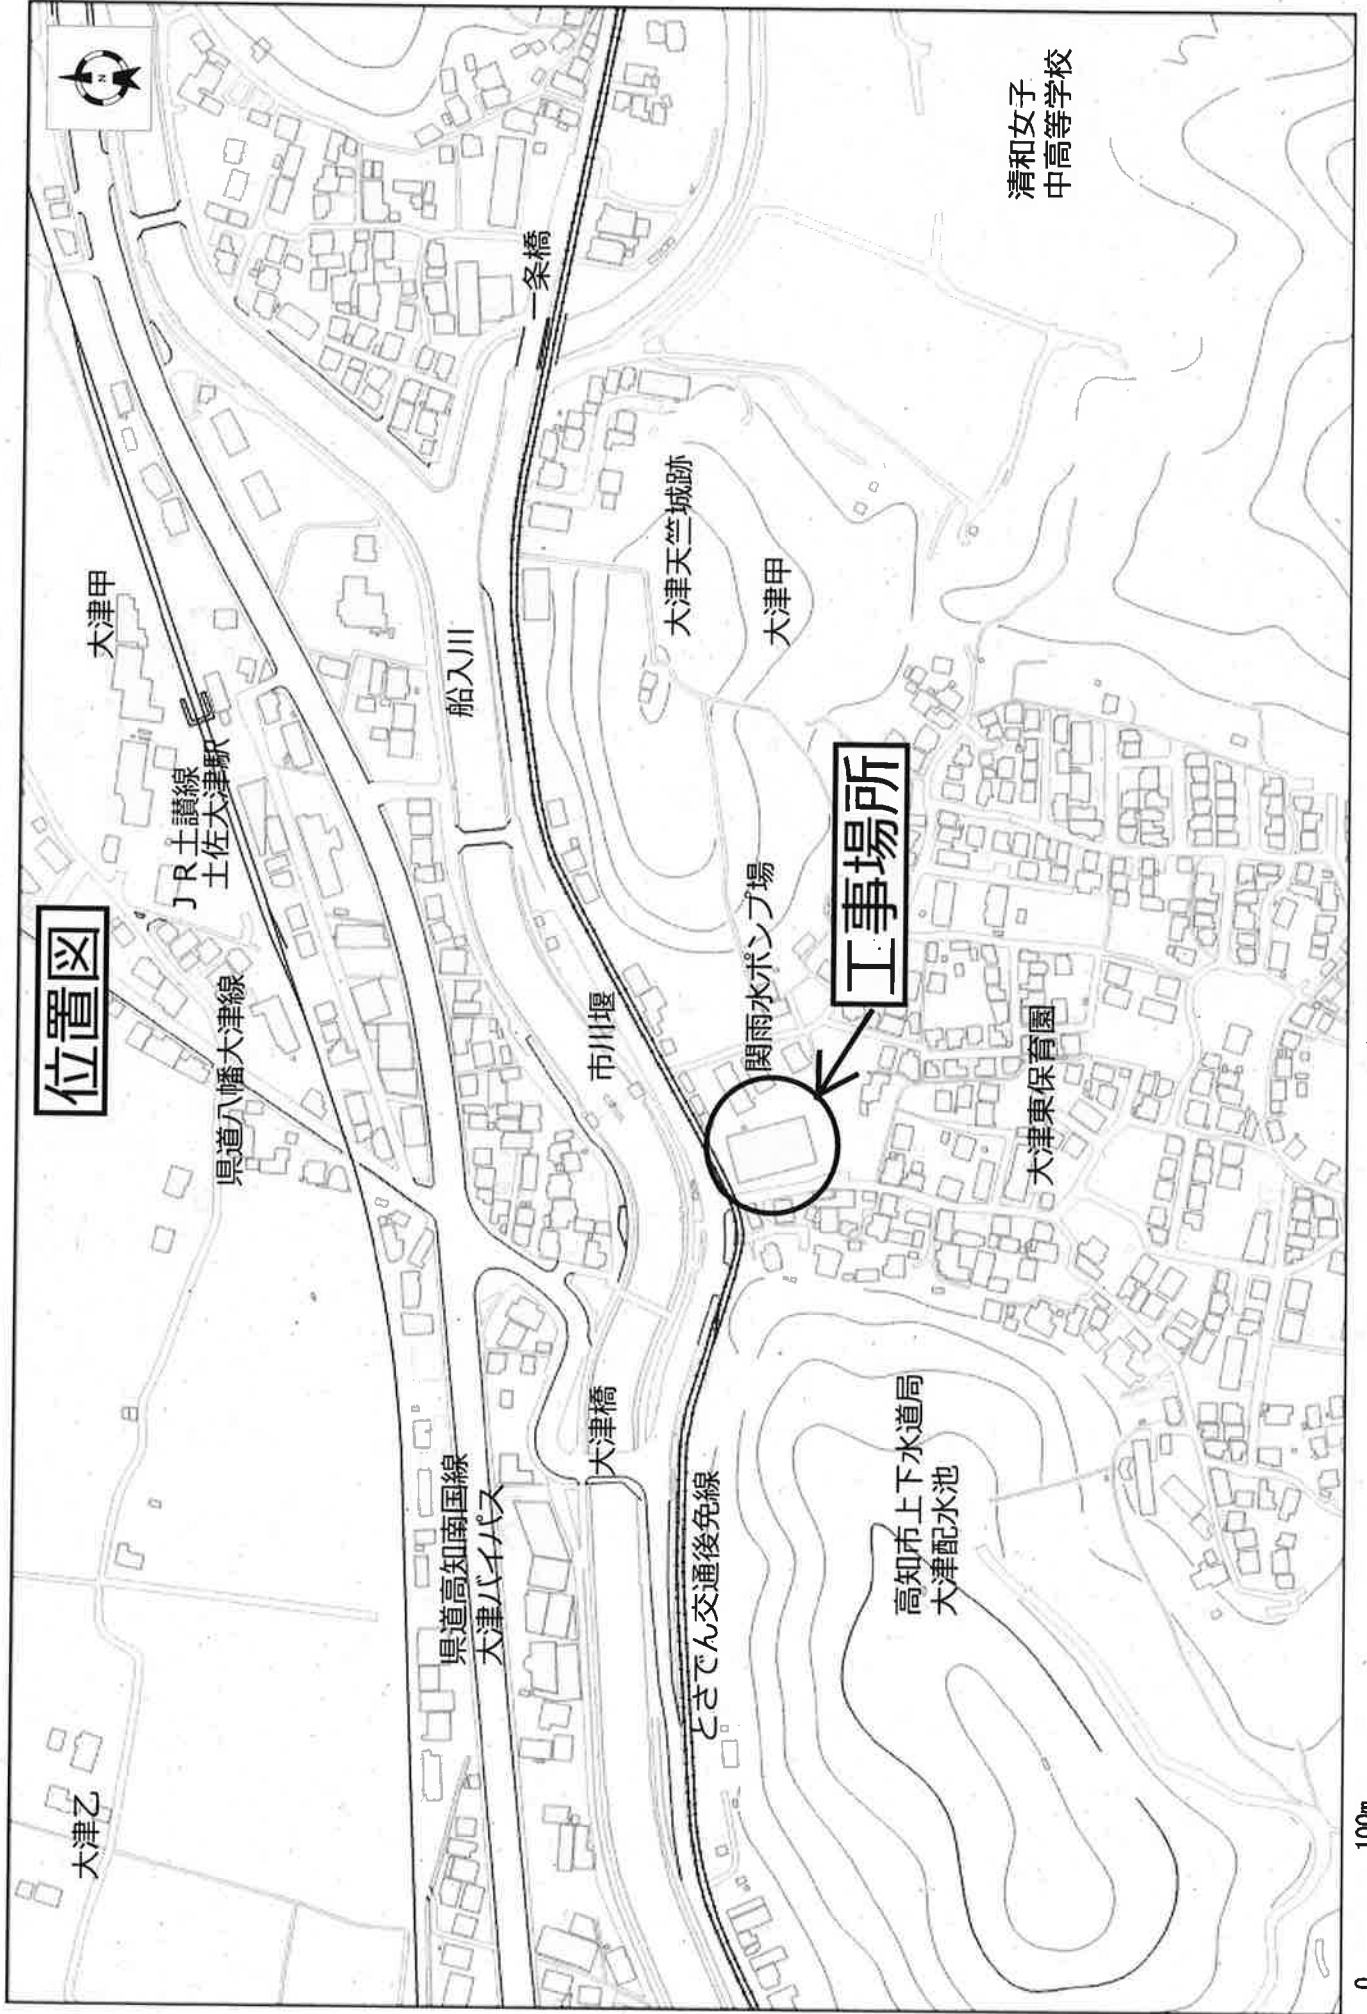 位置図
N
大津甲
JR土讃線
土佐大津駅
県道八幡大津線
大津乙
県道高知南国線
大津バイパス
船入川
一条橋
市川堰
大津橋
とさでん交通後免線
大津天竺城跡
大津甲
関雨水ポンプ場
工事場所
大津東保育園
高知市上下水道局
大津配水池
清和女子
中高等学校
0
100m